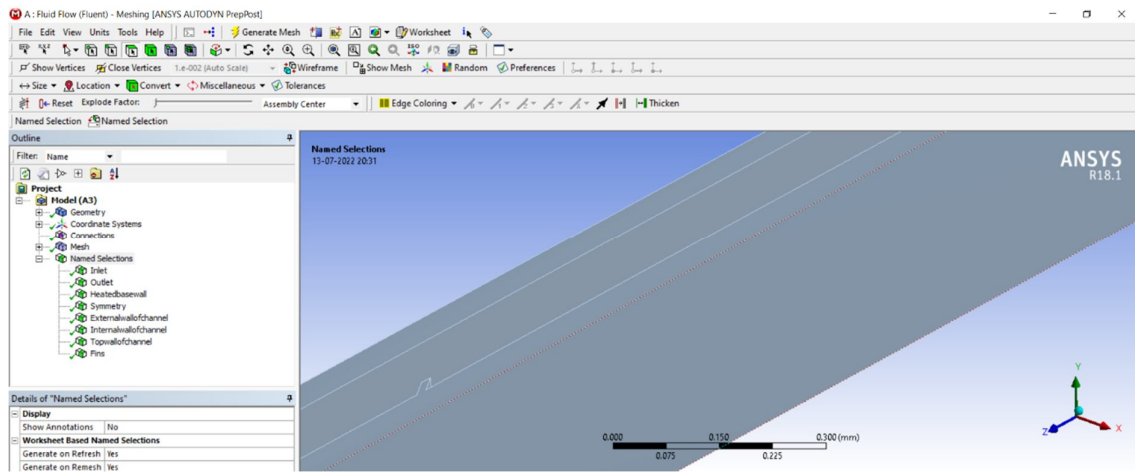 A : Fluid Flow (Fluent) - Meshing [ANSYS AUTODYN PrepPost]
File Edit View Units Tools Help Generate Mesh Worksheet
Show Vertices Close Vertices 1.e-002 (Auto Scale) Wireframe Show Mesh Random Preferences
Size Location Convert Miscellaneous Tolerances
Reset Explode Factor: Assembly Center Edge Coloring Thicken
Named Selection Named Selection
Outline
Filter: Name
Project
Model (A3)
Geometry
Coordinate Systems
Connections
Mesh
Named Selections
Inlet
Outlet
Heatedbasewall
Symmetry
Externalwallofchannel
Internalwallofchannel
Topwallofchannel
Fins
Details of "Named Selections"
Display
Show Annotations No
Worksheet Based Named Selections
Generate on Refresh Yes
Generate on Remesh Yes
Named Selections
13-07-2022 20:31
ANSYS
R18.1
0.000 0.150 0.300 (mm)
0.075 0.225
Y
Z X